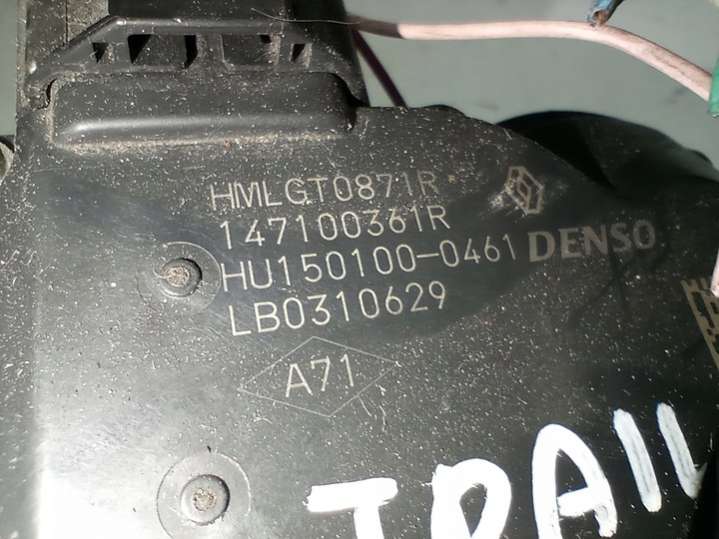 HMLGT0871R
147100361R
HU150100-0461 DENSO
LB0310629
A71
TRAIL